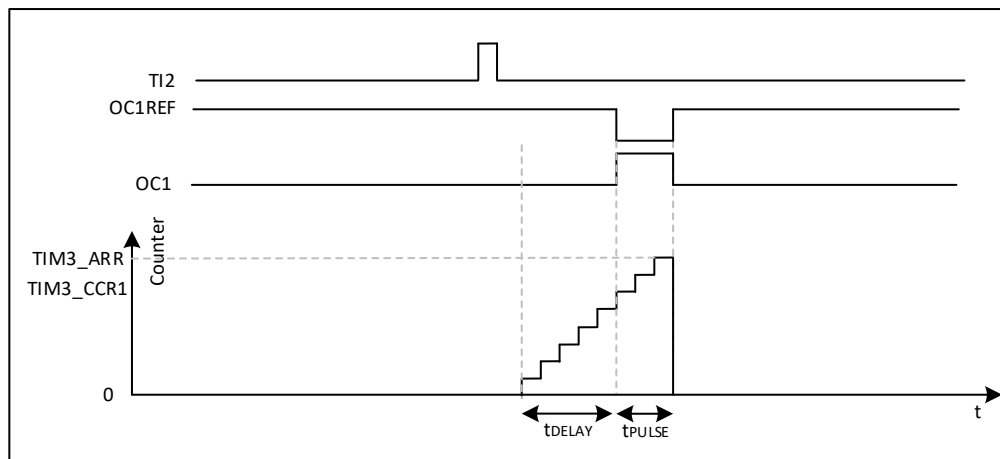 TI2
OC1REF
OC1
Counter
TIM3_ARR
TIM3_CCR1
0
t
tDELAY
tPULSE